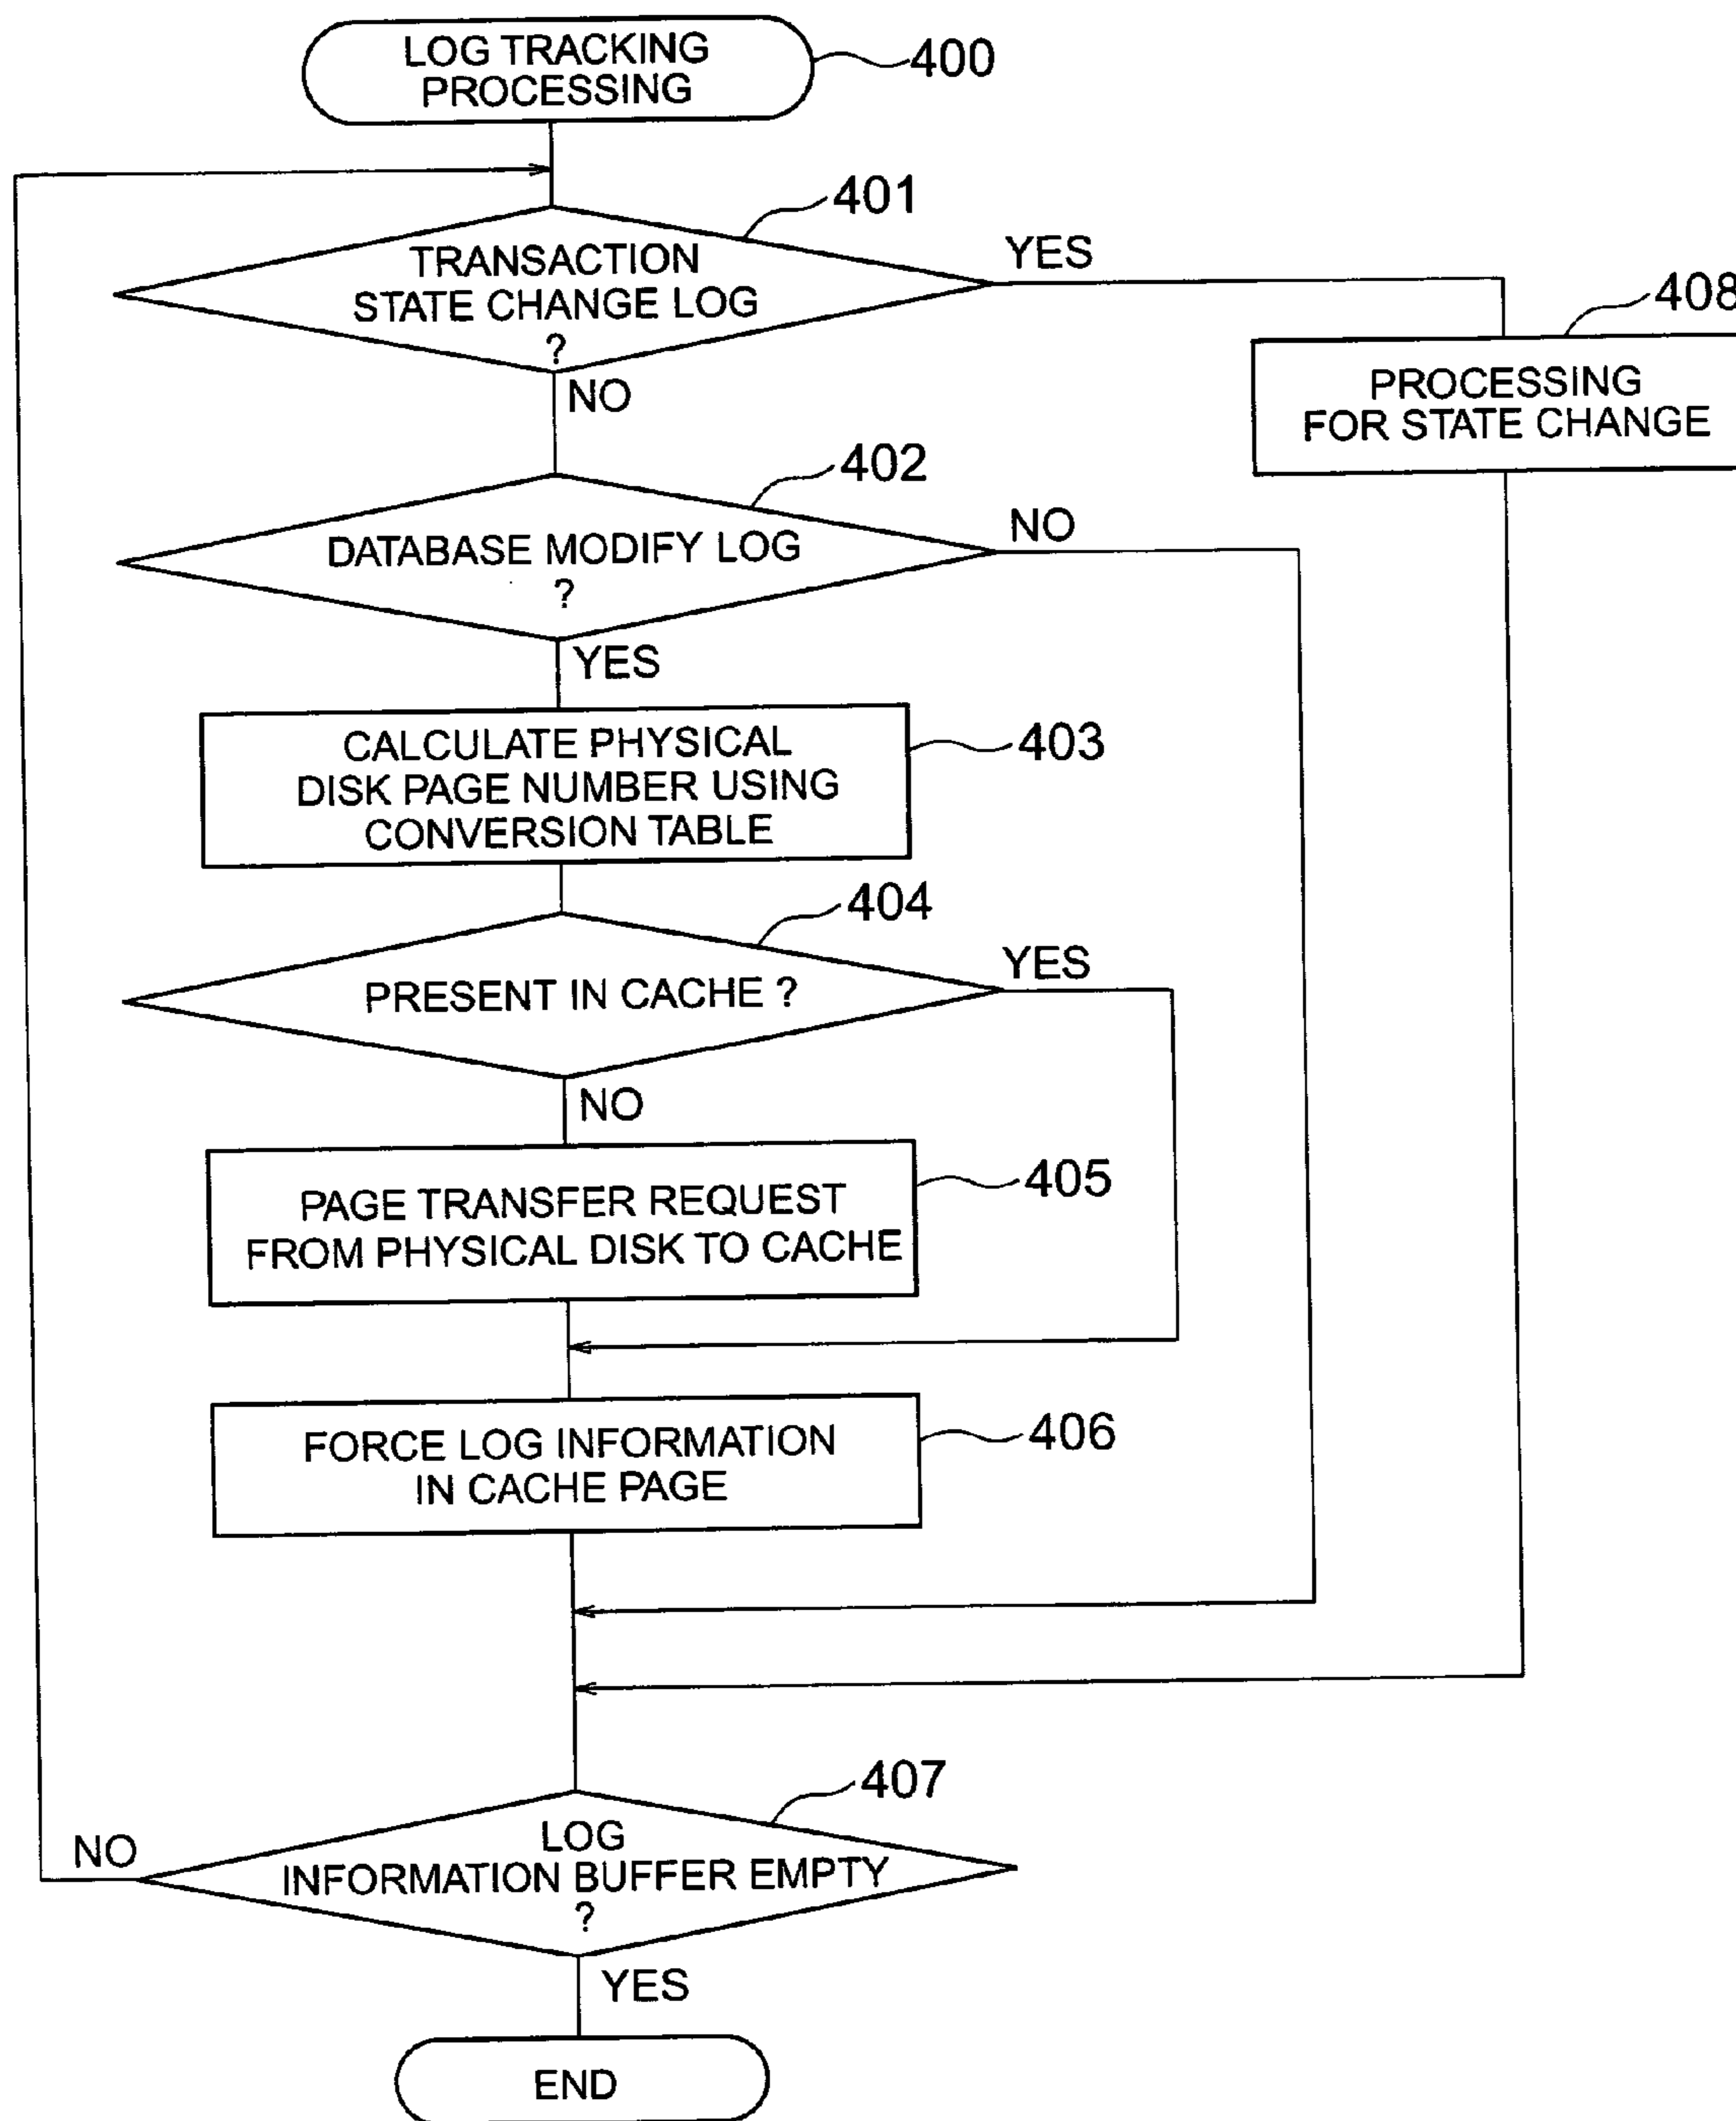 LOG TRACKING
PROCESSING
400
401
TRANSACTION
STATE CHANGE LOG
?
YES
NO
408
PROCESSING
FOR STATE CHANGE
402
DATABASE MODIFY LOG
?
NO
YES
403
CALCULATE PHYSICAL
DISK PAGE NUMBER USING
CONVERSION TABLE
404
PRESENT IN CACHE ?
YES
NO
405
PAGE TRANSFER REQUEST
FROM PHYSICAL DISK TO CACHE
406
FORCE LOG INFORMATION
IN CACHE PAGE
407
LOG
INFORMATION BUFFER EMPTY
?
NO
YES
END